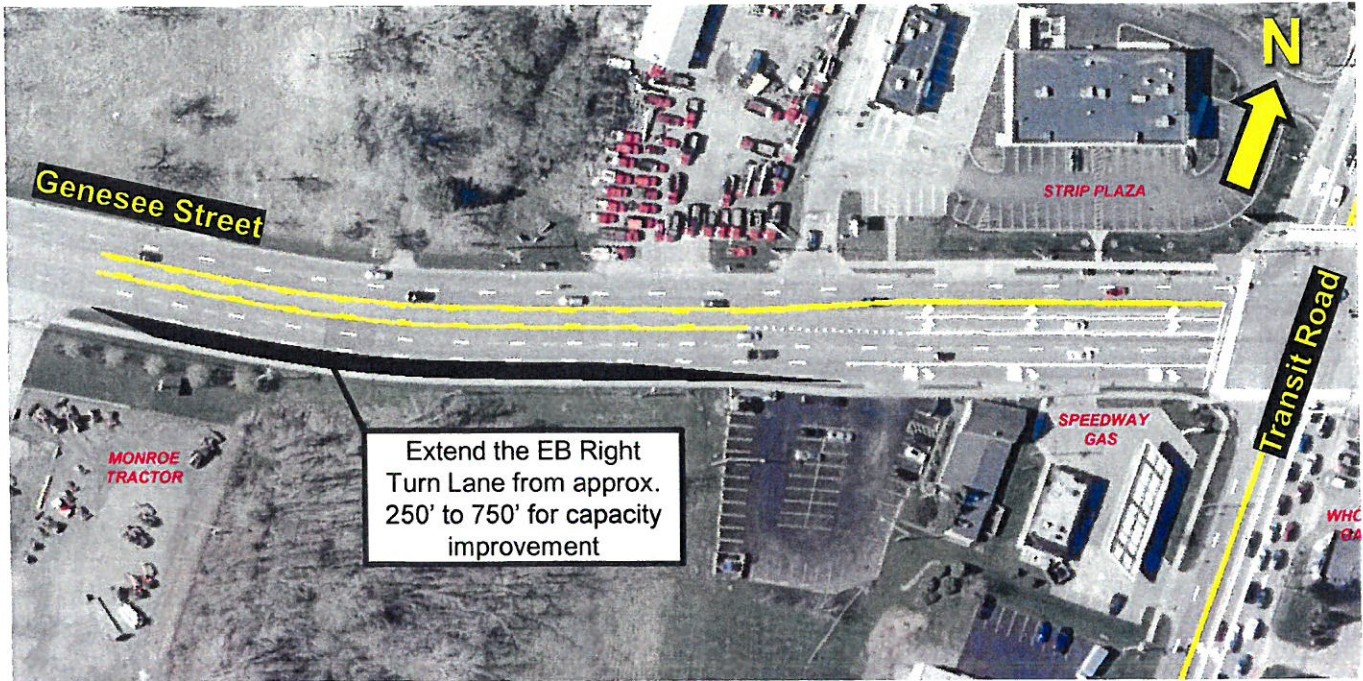 N
STRIP PLAZA
Genesee Street
Transit Road
SPEEDWAY
GAS
MONROE
TRACTOR
Extend the EB Right
Turn Lane from approx.
250' to 750' for capacity
improvement